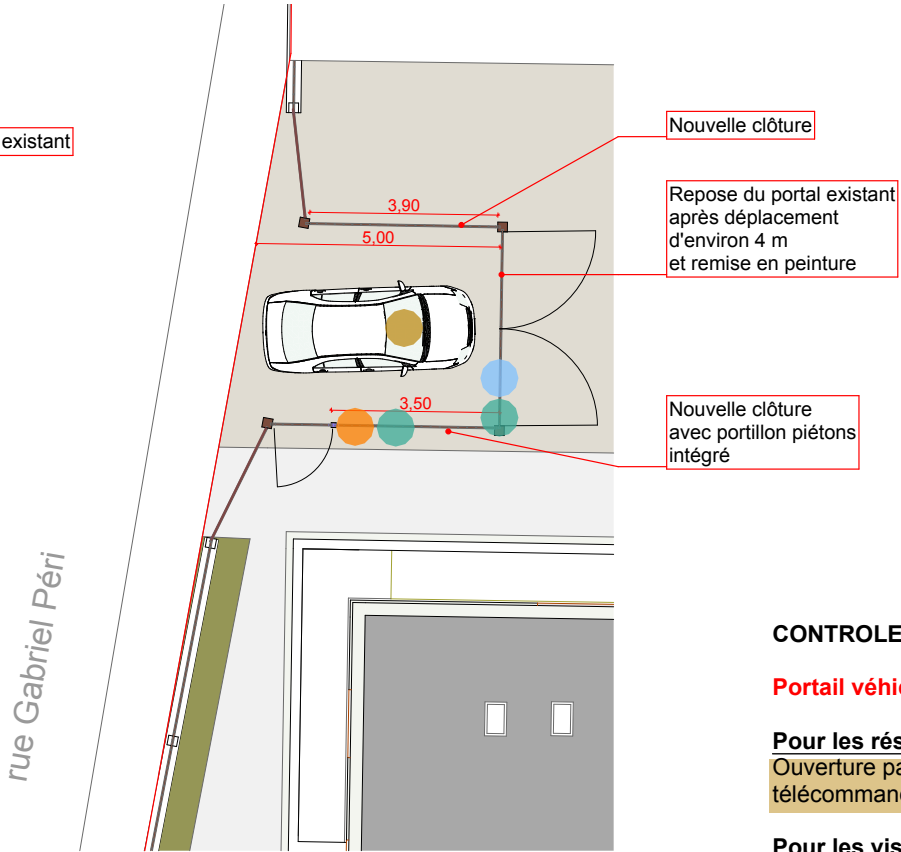 existant
Nouvelle clôture
Repose du portal existant
après déplacement
d'environ 4 m
et remise en peinture
3,90
5,00
3,50
Nouvelle clôture
avec portillon piétons
intégré
rue Gabriel Péri
CONTROLE
Portail véhi
Pour les rés
Ouverture pa
télécomman
Pour les vis